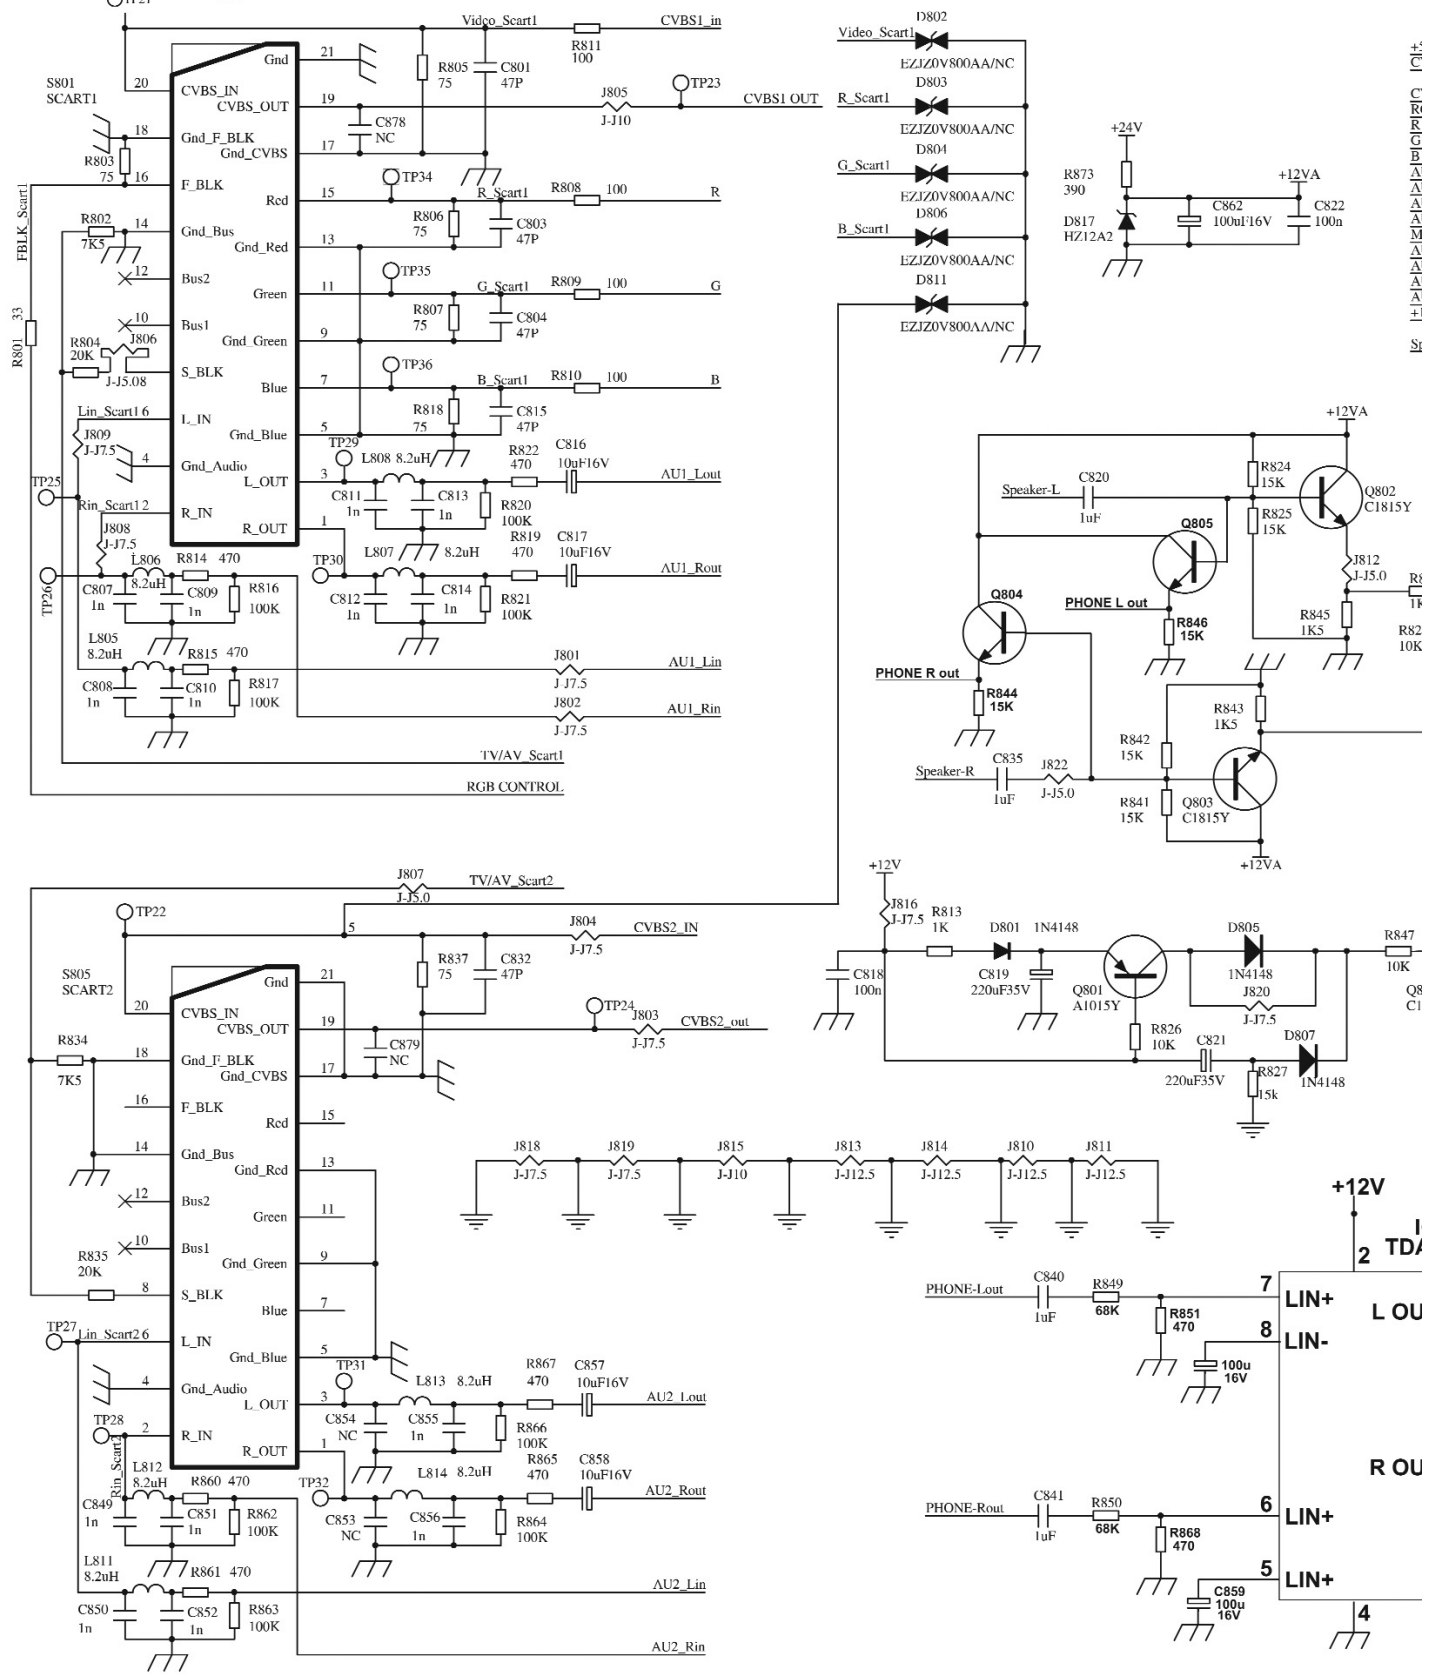 Video_Scart1
CVBS1_in
R811
100
S801
SCART1
20
CVBS_IN
Gnd
21
CVBS_OUT
19
18
Gnd_F_BLK
Gnd_CVBS
17
R803
75
16
F_BLK
Red
15
R802
7K5
14
Gnd_Bus
Gnd_Red
13
12
Bus2
Green
11
10
Bus1
Gnd_Green
9
R804
20K
J806
J-J5.08
S_BLK
Blue
7
Lin_Scart1 6
L_IN
Gnd_Blue
5
J809
J-J7.5
4
Gnd_Audio
L_OUT
3
TP25
Rin_Scart1 2
R_IN
R_OUT
1
J808
J-J7.5
FBLK_Scart1
R801 33
R805
75
C801
47P
C878
NC
J805
J-J10
TP23
CVBS1 OUT
TP34
R_Scart1
R808
100
R
R806
75
C803
47P
TP35
G_Scart1
R809
100
G
R807
75
C804
47P
TP36
B_Scart1
R810
100
B
R818
75
C815
47P
TP29
L808 8.2uH
R822
470
C816
10uF16V
AU1_Lout
C811
1n
C813
1n
R820
100K
TP30
L807
8.2uH
R819
470
C817
10uF16V
AU1_Rout
C812
1n
C814
1n
R821
100K
TP26
L806
8.2uH
R814 470
C807
1n
C809
1n
R816
100K
L805
8.2uH
R815 470
J801
J-J7.5
AU1_Lin
C808
1n
C810
1n
R817
100K
J802
J-J7.5
AU1_Rin
TV/AV_Scart1
RGB CONTROL
D802
Video_Scart1
EZJZ0V800AA/NC
D803
R_Scart1
EZJZ0V800AA/NC
D804
G_Scart1
EZJZ0V800AA/NC
D806
B_Scart1
EZJZ0V800AA/NC
D811
EZJZ0V800AA/NC
+24V
R873
390
+12VA
D817
HZ12A2
C862
100uF16V
C822
100n
+12VA
Speaker-L
C820
1uF
R824
15K
R825
15K
Q802
C1815Y
Q805
PHONE L out
R846
15K
J812
J-J5.0
R845
1K5
Q804
PHONE R out
R844
15K
R843
1K5
R842
15K
Speaker-R
C835
1uF
J822
J-J5.0
R841
15K
Q803
C1815Y
+12VA
J807
J-J5.0
TV/AV_Scart2
TP22
5
J804
J-J7.5
CVBS2_IN
R837
75
C832
47P
S805
SCART2
20
CVBS_IN
Gnd
21
CVBS_OUT
19
TP24
J803
J-J7.5
CVBS2_out
C879
NC
R834
7K5
18
Gnd_F_BLK
Gnd_CVBS
17
16
F_BLK
Red
15
14
Gnd_Bus
Gnd_Red
13
12
Bus2
Green
11
10
Bus1
Gnd_Green
9
R835
20K
8
S_BLK
Blue
7
TP27
Lin_Scart2 6
L_IN
Gnd_Blue
5
4
Gnd_Audio
L_OUT
3
TP28
2
R_IN
R_OUT
1
Rin_Scart2
TP31
L813 8.2uH
R867
470
C857
10uF16V
AU2_Lout
C854
NC
C855
1n
R866
100K
TP32
L814 8.2uH
R865
470
C858
10uF16V
AU2_Rout
C853
NC
C856
1n
R864
100K
L812
8.2uH
R860 470
C849
1n
C851
1n
R862
100K
L811
8.2uH
R861 470
AU2_Lin
C850
1n
C852
1n
R863
100K
AU2_Rin
+12V
J816
J-J7.5
R813
1K
D801
1N4148
D805
1N4148
R847
10K
C818
100n
C819
220uF35V
Q801
A1015Y
J820
J-J7.5
R826
10K
C821
220uF35V
D807
1N4148
R827
15k
J818
J-J7.5
J819
J-J7.5
J815
J-J10
J813
J-J12.5
J814
J-J12.5
J810
J-J12.5
J811
J-J12.5
+12V
2
PHONE-Lout
C840
1uF
R849
68K
7
LIN+
L OU
R851
470
8
LIN-
100u
16V
R OU
PHONE-Rout
C841
1uF
R850
68K
6
LIN+
R868
470
5
LIN+
C859
100u
16V
4